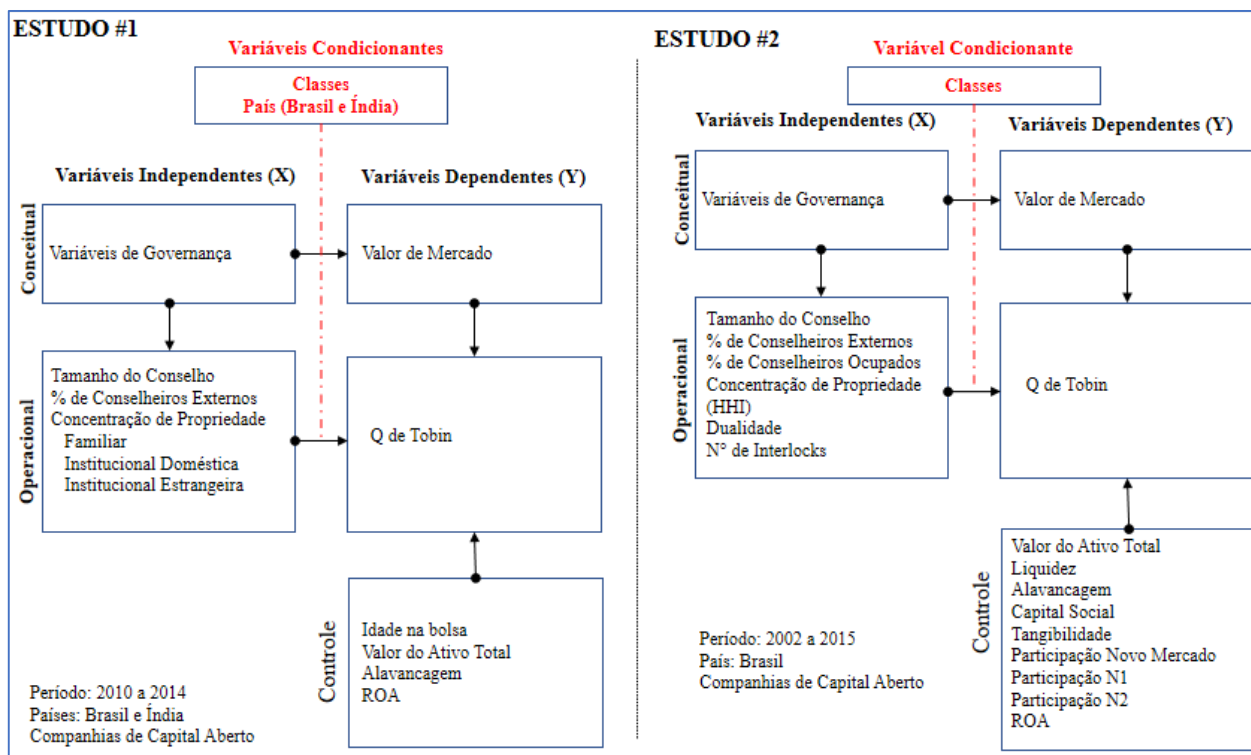 ESTUDO #1
Variáveis Condicionantes
Classes
País (Brasil e Índia)
Variáveis Independentes (X)
Variáveis Dependentes (Y)
Conceitual
Variáveis de Governança
Valor de Mercado
Operacional
Tamanho do Conselho
% de Conselheiros Externos
Concentração de Propriedade
Familiar
Institucional Doméstica
Institucional Estrangeira
Q de Tobin
Controle
Idade na bolsa
Valor do Ativo Total
Alavancagem
ROA
Período: 2010 a 2014
Países: Brasil e Índia
Companhias de Capital Aberto
ESTUDO #2
Variável Condicionante
Classes
Variáveis Independentes (X)
Variáveis Dependentes (Y)
Conceitual
Variáveis de Governança
Valor de Mercado
Operacional
Tamanho do Conselho
% de Conselheiros Externos
% de Conselheiros Ocupados
Concentração de Propriedade
(HHI)
Dualidade
N° de Interlocks
Q de Tobin
Controle
Valor do Ativo Total
Liquidez
Alavancagem
Capital Social
Tangibilidade
Participação Novo Mercado
Participação N1
Participação N2
ROA
Período: 2002 a 2015
País: Brasil
Companhias de Capital Aberto